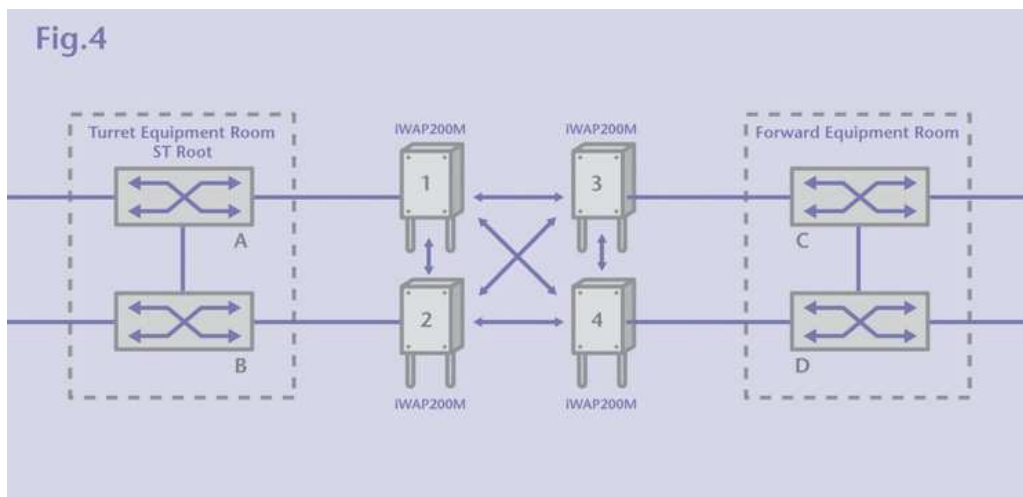 Fig.4
Turret Equipment Room
ST Root
iWAP200M
iWAP200M
Forward Equipment Room
1
3
A
C
2
4
B
D
iWAP200M
iWAP200M